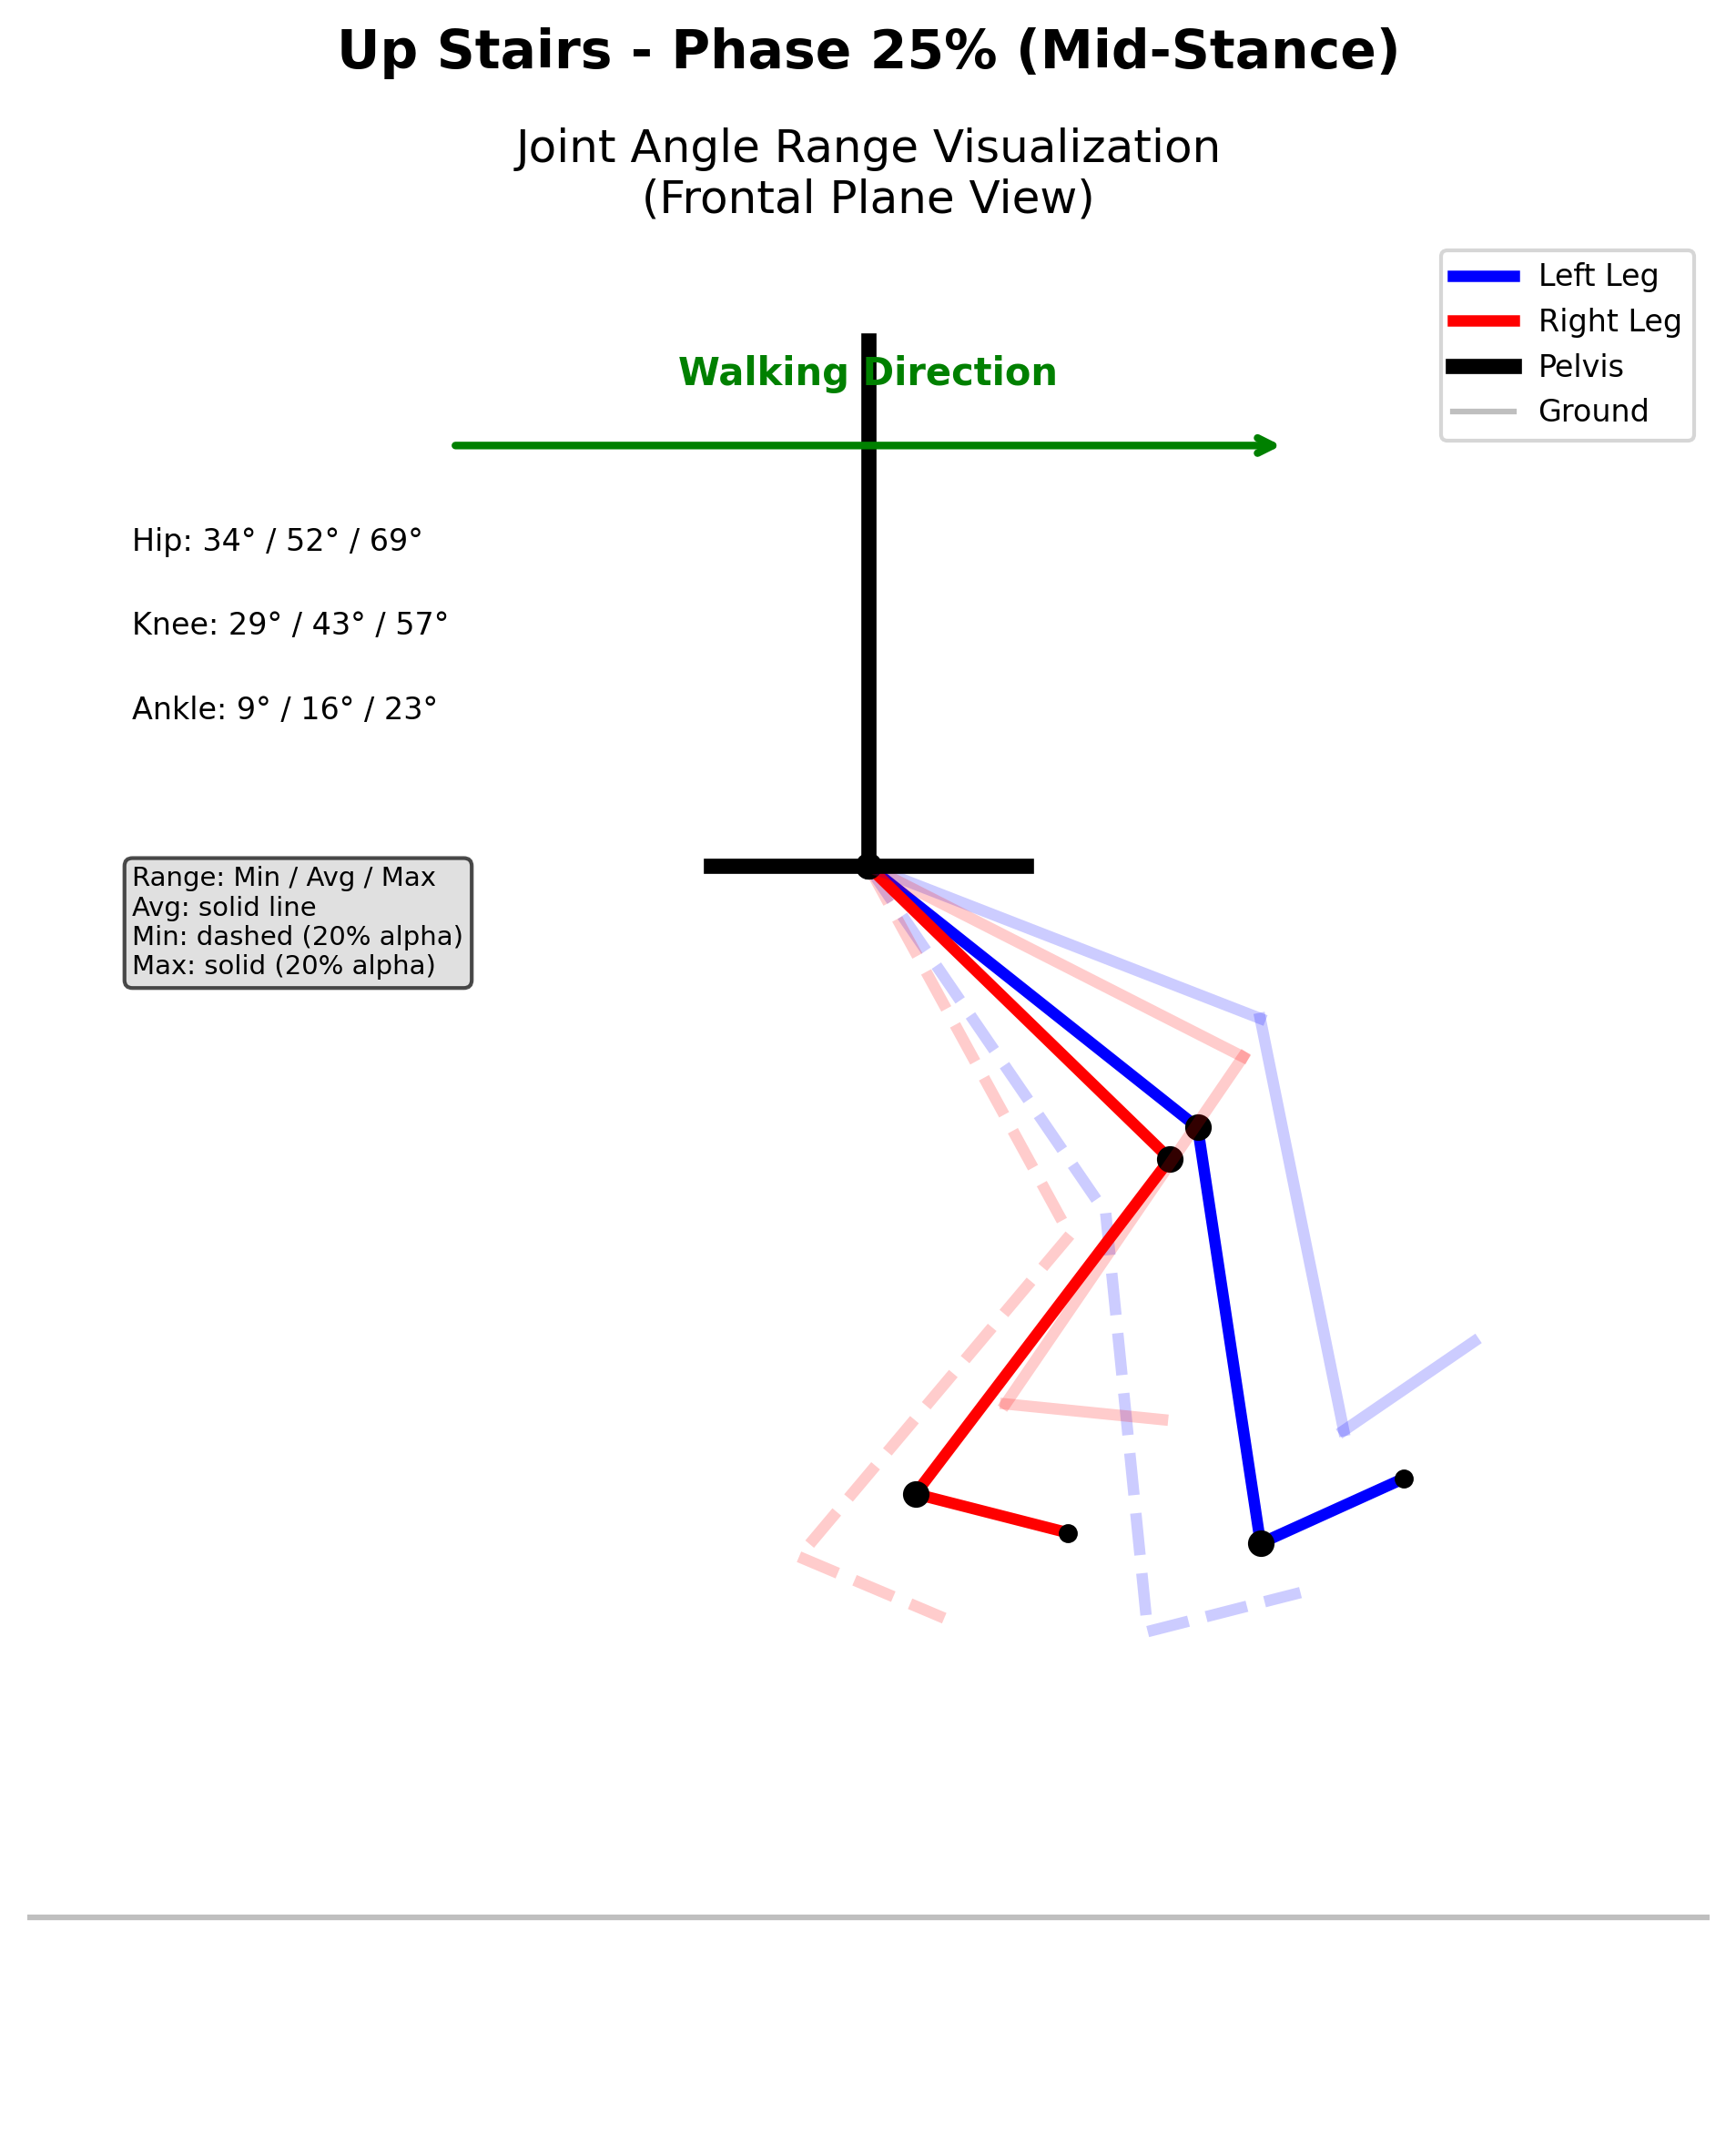 Up Stairs - Phase 25% (Mid-Stance)
Joint Angle Range Visualization
(Frontal Plane View)
Left Leg
Right Leg
Pelvis
Ground
Walking Direction
Hip: 34° / 52° / 69°
Knee: 29° / 43° / 57°
Ankle: 9° / 16° / 23°
Range: Min / Avg / Max
Avg: solid line
Min: dashed (20% alpha)
Max: solid (20% alpha)